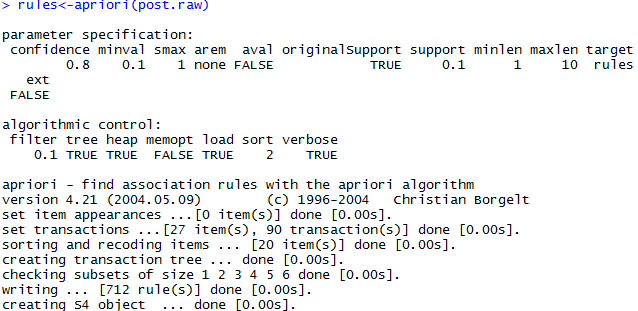 > rules<-apriori(post.raw)
parameter specification:
confidence minval smax arem aval originalSupport support minlen maxlen target
0.8 0.1 1 none FALSE TRUE 0.1 1 10 rules
ext
FALSE
algorithmic control:
filter tree heap memopt load sort verbose
0.1 TRUE TRUE FALSE TRUE 2 TRUE
apriori - find association rules with the apriori algorithm
version 4.21 (2004.05.09) (c) 1996-2004 Christian Borgelt
set item appearances ...[0 item(s)] done [0.00s].
set transactions ...[27 item(s), 90 transaction(s)] done [0.00s].
sorting and recoding items ... [20 item(s)] done [0.00s].
creating transaction tree ... done [0.00s].
checking subsets of size 1 2 3 4 5 6 done [0.00s].
writing ... [712 rule(s)] done [0.00s].
creating S4 object ... done [0.00s].